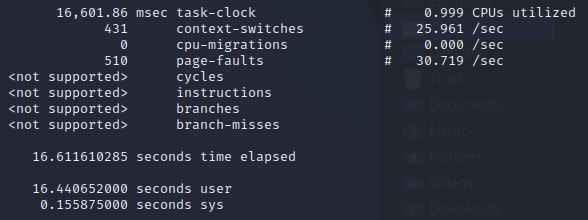 16,601.86 msec task-clock # 0.999 CPUs utilized
431 context-switches # 25.961 /sec
0 cpu-migrations # 0.000 /sec
510 page-faults # 30.719 /sec
<not supported> cycles
<not supported> instructions
<not supported> branches
<not supported> branch-misses
16.611610285 seconds time elapsed
16.440652000 seconds user
0.155875000 seconds sys
Trash
Documents
Music
Pictures
Videos
Downloads